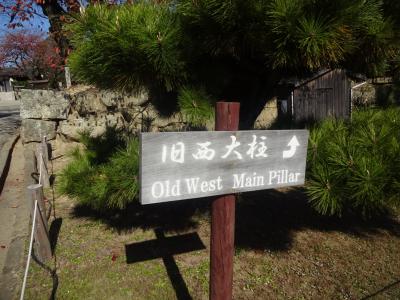 旧西大柱
Old West Main Pillar